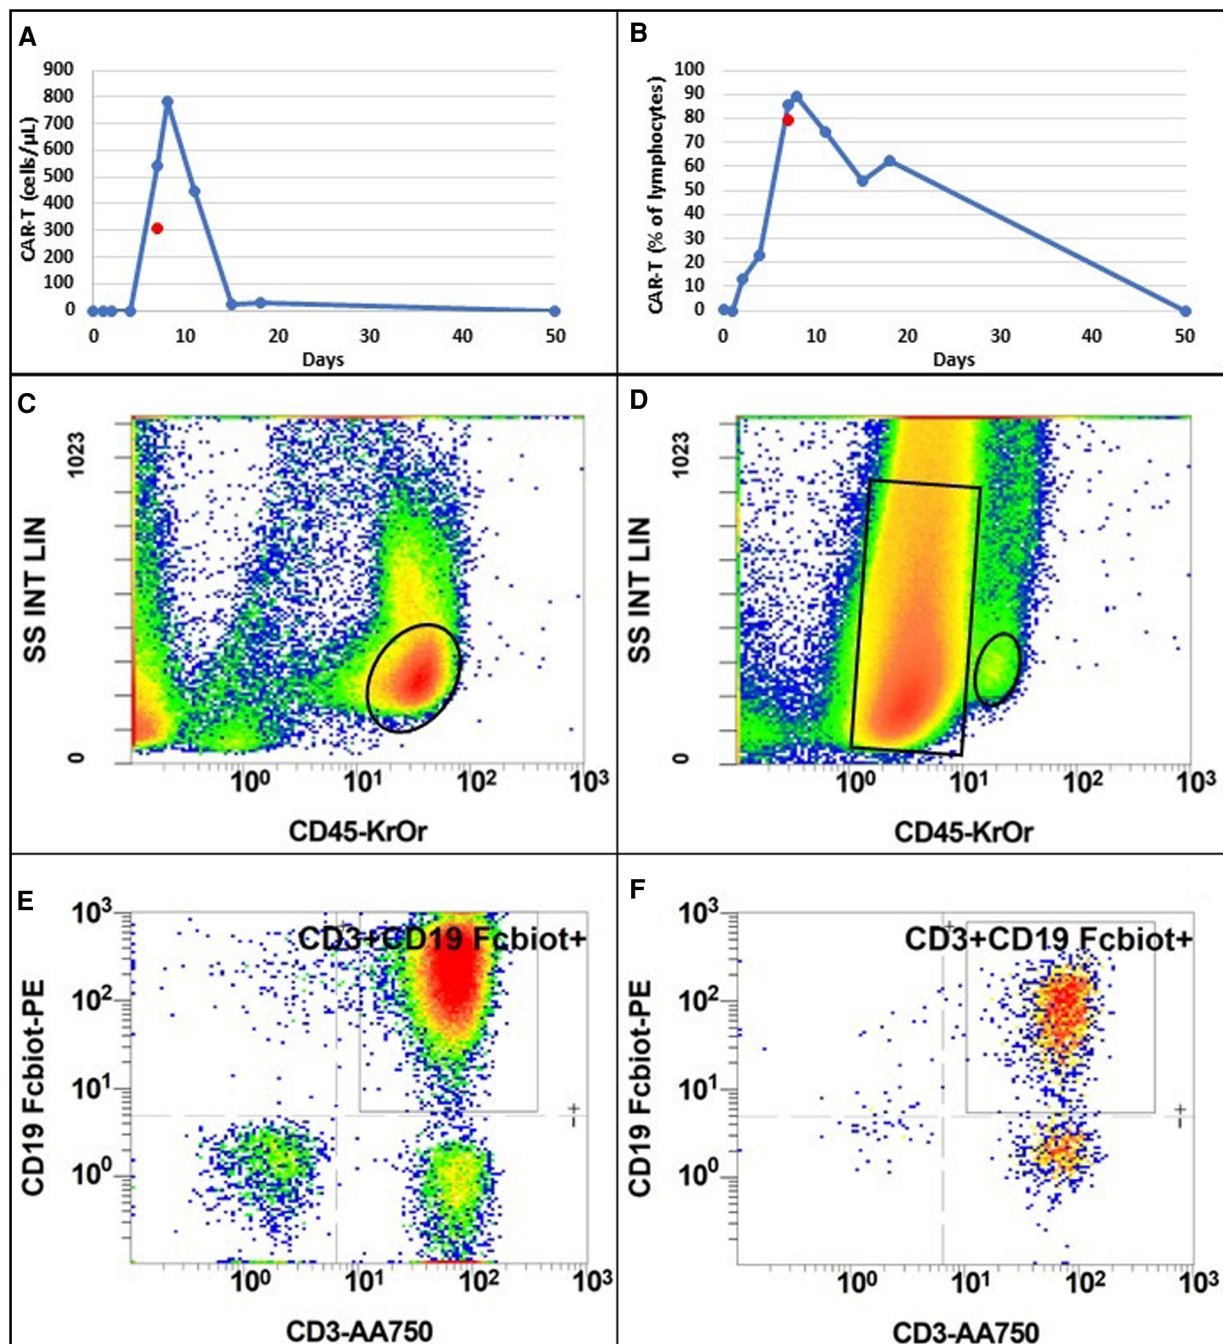 A
900
800
700
600
500
400
300
200
100
0
CAR-T (cells/µL)
0 10 20 30 40 50
Days
B
100
90
80
70
60
50
40
30
20
10
0
CAR-T (% of lymphocytes)
0 10 20 30 40 50
Days
C
1023
0
SS INT LIN
10⁰ 10¹ 10² 10³
CD45-KrOr
D
1023
0
SS INT LIN
10⁰ 10¹ 10² 10³
CD45-KrOr
E
10³
10²
10¹
10⁰
CD19 Fcbiot-PE
CD3+CD19 Fcbiot+
+
+
-
10⁰ 10¹ 10² 10³
CD3-AA750
F
10³
10²
10¹
10⁰
CD19 Fcbiot-PE
CD3+CD19 Fcbiot+
+
+
-
10⁰ 10¹ 10² 10³
CD3-AA750